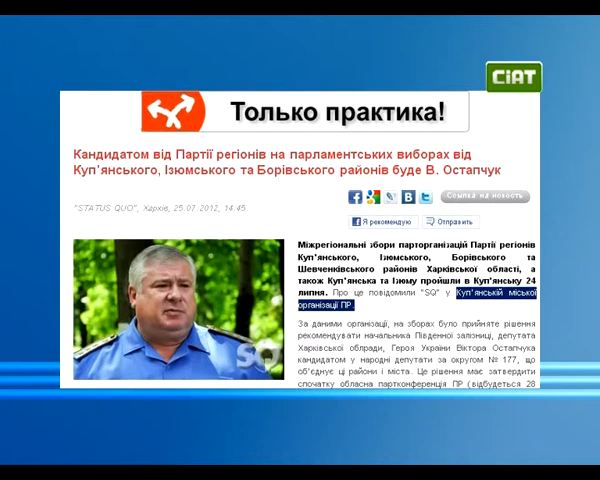 СіАТ
Только практика!
Кандидатом від Партії регіонів на парламентських виборах від
Куп'янського, Ізюмського та Борівського районів буде В. Остапчук
"STATUS QUO", Харків, 25.07.2012, 14:45
Ссылка на новость
Я рекомендую
Отправить
Міжрегіональні збори парторганізацій Партії регіонів
Куп'янського, Ізюмського, Борівського та
Шевченківського районів Харківської області, а
також Куп'янська та Ізюму пройшли в Куп'янську 24
липня. Про це повідомили "SQ" у Куп'янській міської
організації ПР.
За даними організації, на зборах було прийняте рішення
рекомендувати начальника Південної залізниці, депутата
Харківської облради, Героя України Віктора Остапчука
кандидатом у народні депутати за округом № 177, що
об'єднує ці райони і міста. Це рішення має затвердити
спочатку обласна партконференція ПР (відбудеться 28
SQ